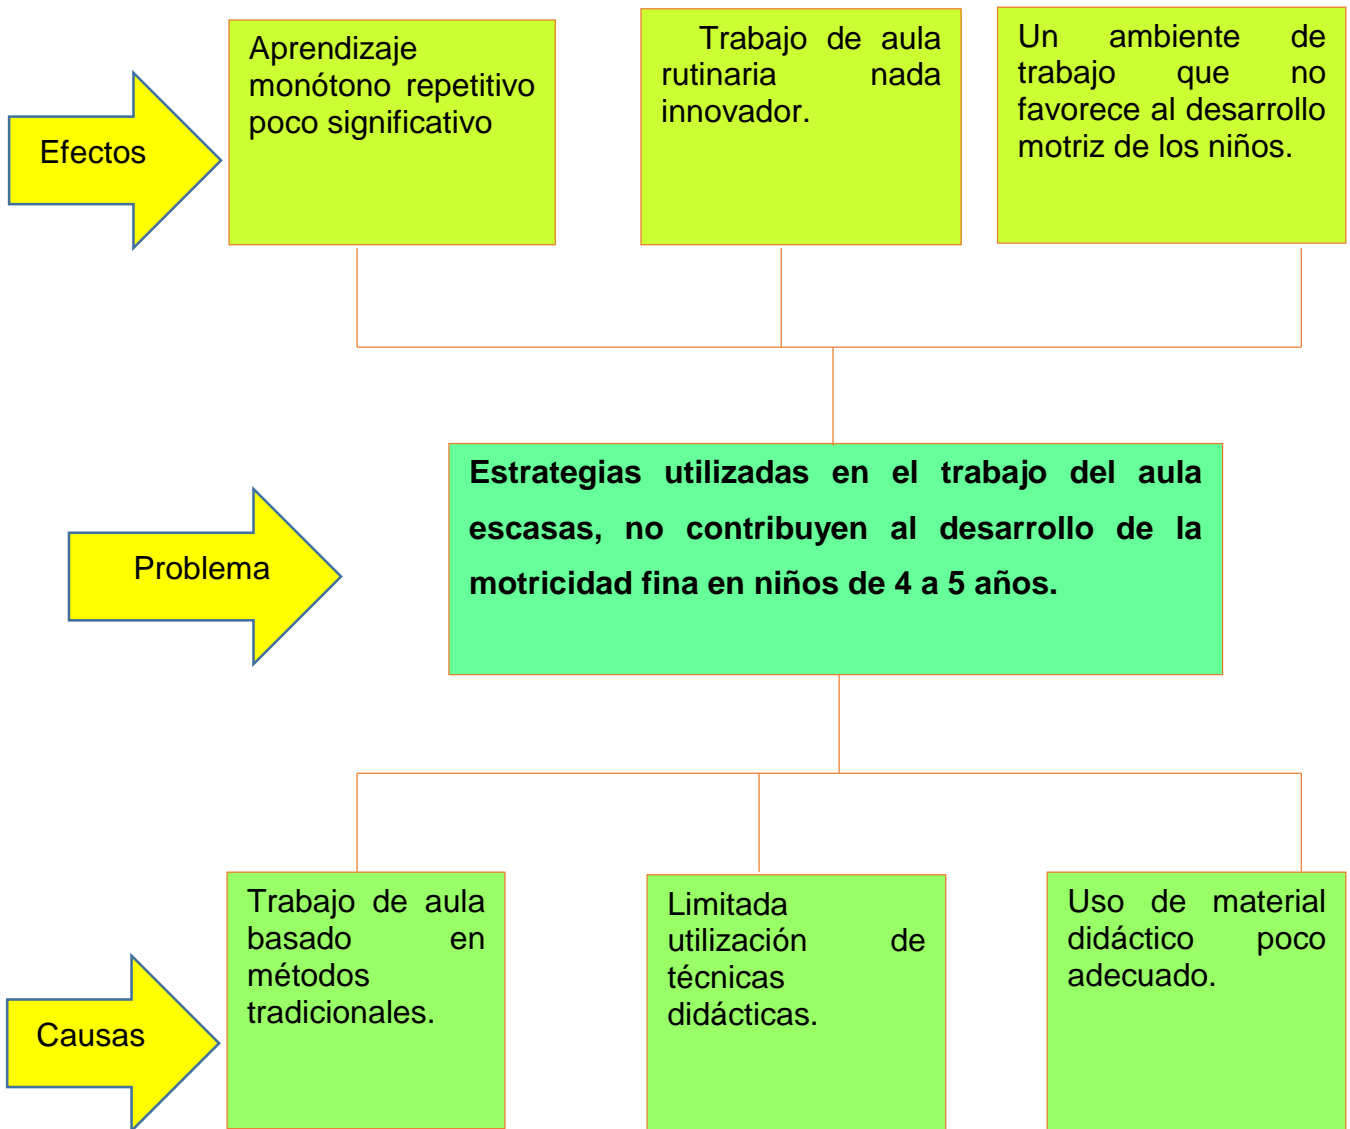 Efectos
Aprendizaje
monótono repetitivo
poco significativo
Trabajo de aula
rutinaria nada
innovador.
Un ambiente de
trabajo que no
favorece al desarrollo
motriz de los niños.
Problema
Estrategias utilizadas en el trabajo del aula
escasas, no contribuyen al desarrollo de la
motricidad fina en niños de 4 a 5 años.
Causas
Trabajo de aula
basado en
métodos
tradicionales.
Limitada
utilización de
técnicas
didácticas.
Uso de material
didáctico poco
adecuado.